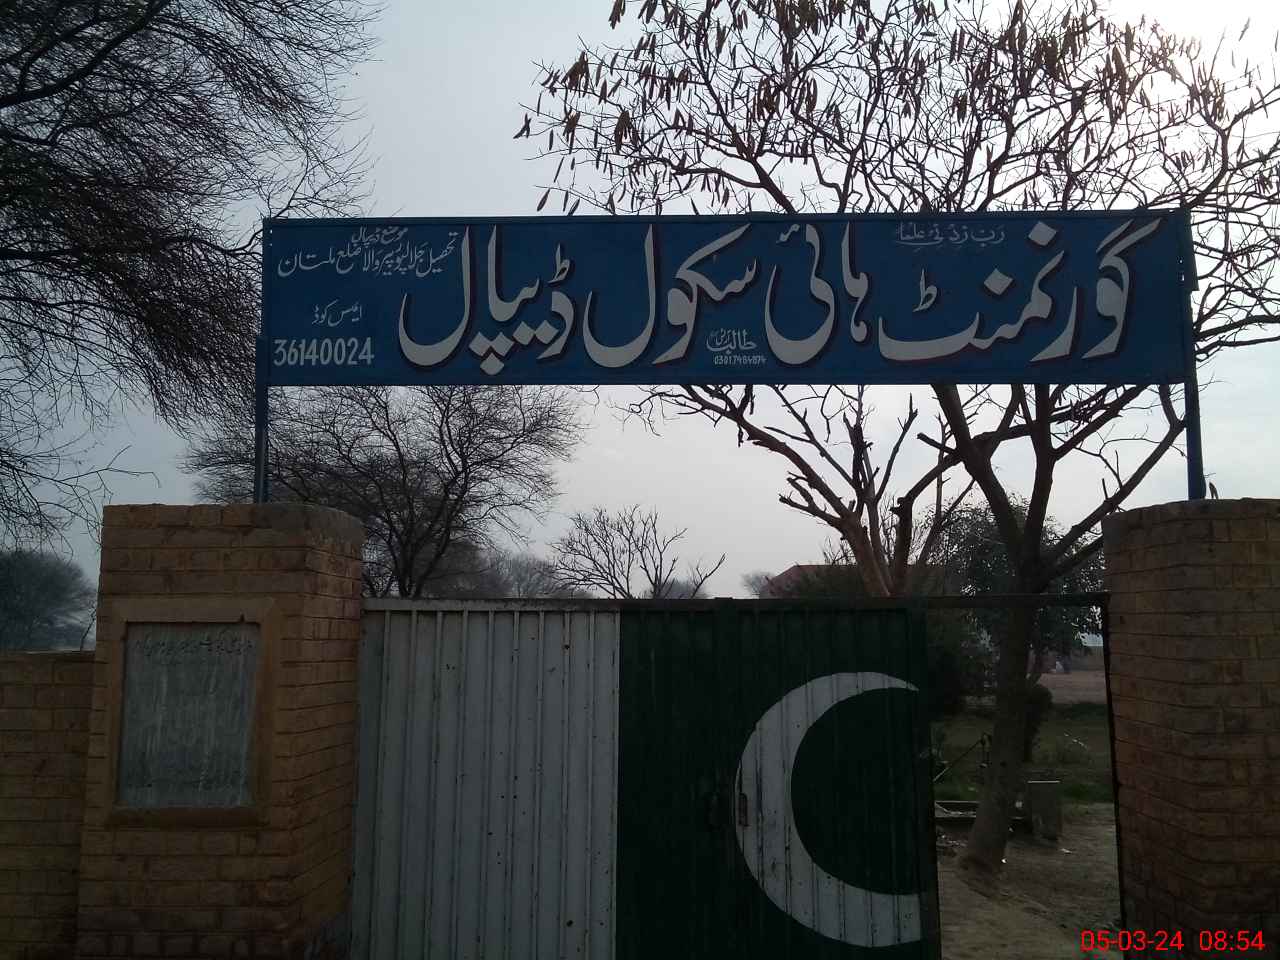 رب زدنی علما
گورنمنٹ ہائی سکول ڈیپال
موضع ڈیپال
تحصیل جلالپور پیروالا ضلع ملتان
ایمس کوڈ
36140024
طالب
03017484874
05-03-24 08:54